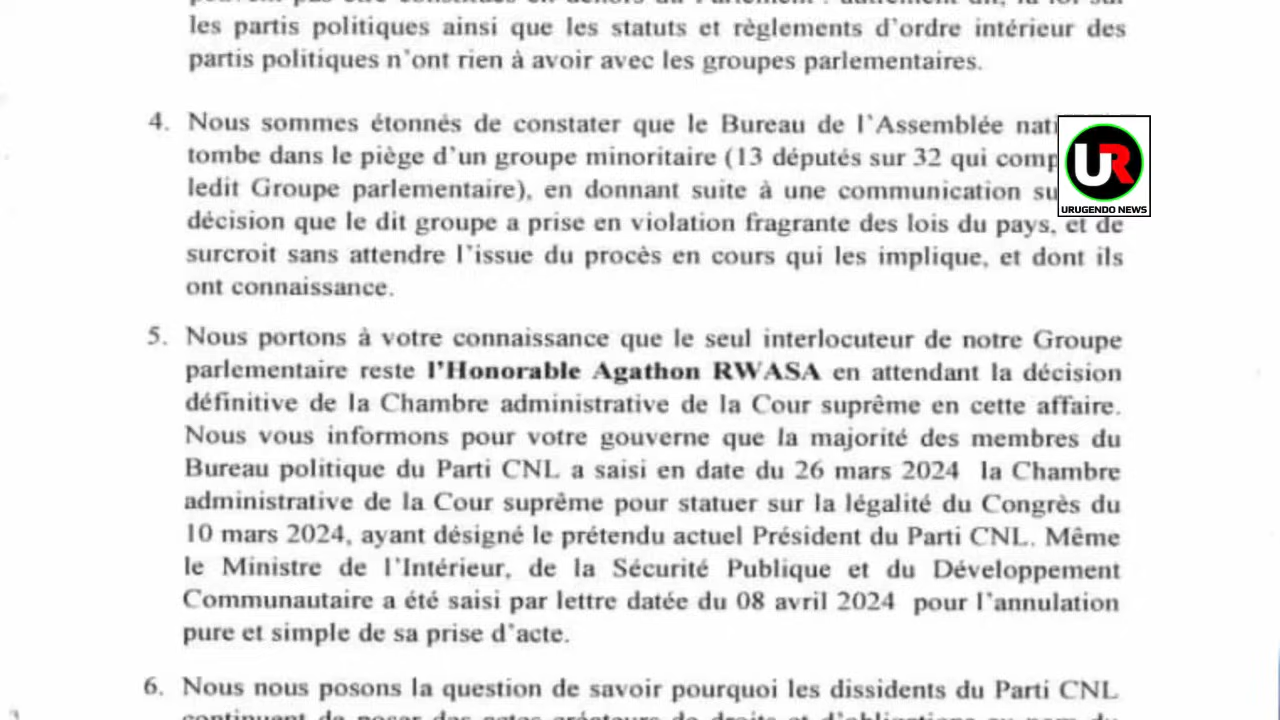 les partis politiques ainsi que les statuts et règlements d'ordre intérieur des
partis politiques n'ont rien à avoir avec les groupes parlementaires.
4. Nous sommes étonnés de constater que le Bureau de l'Assemblée
tombe dans le piège d'un groupe minoritaire (13 députés sur 32 qui
ledit Groupe parlementaire), en donnant suite à une communication
décision que le dit groupe a prise en violation fragrante des lois du pays, et de
surcroit sans attendre l'issue du procès en cours qui les implique, et dont ils
ont connaissance.
UR
URUGENDO NEWS
5. Nous portons à votre connaissance que le seul interlocuteur de notre Groupe
parlementaire reste l'Honorable Agathon RWASA en attendant la décision
définitive de la Chambre administrative de la Cour suprême en cette affaire.
Nous vous informons pour votre gouverne que la majorité des membres du
Bureau politique du Parti CNL a saisi en date du 26 mars 2024 la Chambre
administrative de la Cour suprême pour statuer sur la légalité du Congrès du
10 mars 2024, ayant désigné le prétendu actuel Président du Parti CNL. Même
le Ministre de l'Intérieur, de la Sécurité Publique et du Développement
Communautaire a été saisi par lettre datée du 08 avril 2024 pour l'annulation
pure et simple de sa prise d'acte.
6. Nous nous posons la question de savoir pourquoi les dissidents du Parti CNL